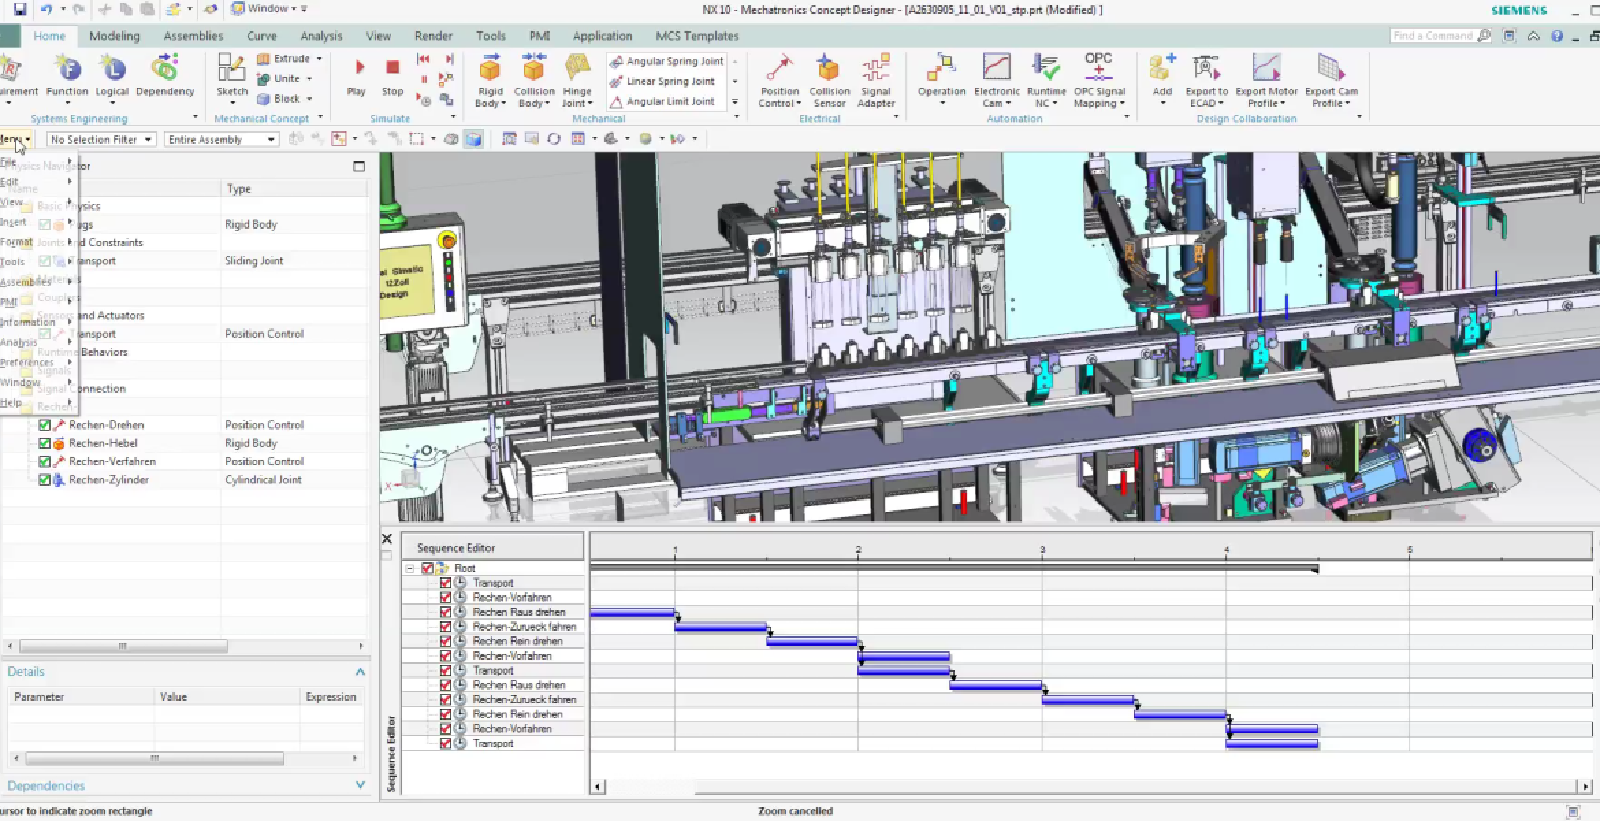 Window
NX 10 - Mechatronics Concept Designer - [A2630905_11_01_V01_stp.prt (Modified) ]
SIEMENS
Home Modeling Assemblies Curve Analysis View Render Tools PMI Application MCS Templates
Find a Command
Extrude
Unite
Block
Angular Spring Joint
Linear Spring Joint
Angular Limit Joint
OPC
irement Function Logical Dependency Sketch Play Stop
Rigid Body Collision Body Hinge Joint
Position Control Collision Sensor Signal Adapter
Operation Electronic Cam Runtime NC OPC Signal Mapping
Add Export to ECAD Export Motor Profile Export Cam Profile
Systems Engineering Mechanical Concept Simulate Mechanical Electrical Automation Design Collaboration
No Selection Filter Entire Assembly
File
Physics Navigator
Edit
Name
Type
View
Basic Physics
Insert
ugs Rigid Body
Format
Joints and Constraints
Tools
Transport Sliding Joint
Assemblies
Materials
PMI
Couplers
Information
Sensors and Actuators
Transport Position Control
Analysis
Runtime Behaviors
Preferences
Signals
Window
Signal Connection
Help
Rechen-
Rechen-Drehen Position Control
Rechen-Hebel Rigid Body
Rechen-Verfahren Position Control
Rechen-Zylinder Cylindrical Joint
Details
Parameter Value Expression
Dependencies
Simatic
12Zoll
Design
X
Sequence Editor
1 2 3 4 5
Root
Transport
Rechen-Vorfahren
Rechen Raus drehen
Rechen-Zurueck fahren
Rechen Rein drehen
Rechen-Vorfahren
Transport
Rechen Raus drehen
Rechen-Zurueck fahren
Rechen Rein drehen
Rechen-Vorfahren
Transport
Sequence Editor
ursor to indicate zoom rectangle
Zoom cancelled